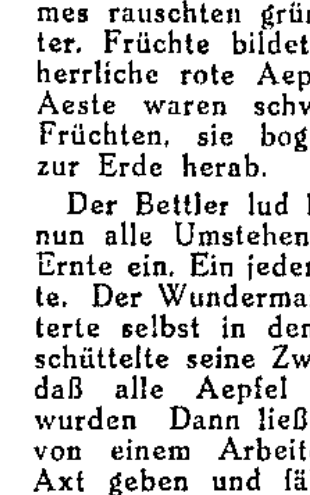 mes rauschten grü
ter. Früchte bildet
herrliche rote Aep
Aeste waren schw
Früchten, sie bog
zur Erde herab.
Der Bettler lud
nun alle Umstehen
Ernte ein. Ein jeder
te. Der Wunderma
terte selbst in der
schüttelte seine Zw
daß alle Aepfel
wurden Dann ließ
von einem Arbeit
Axt geben und fä